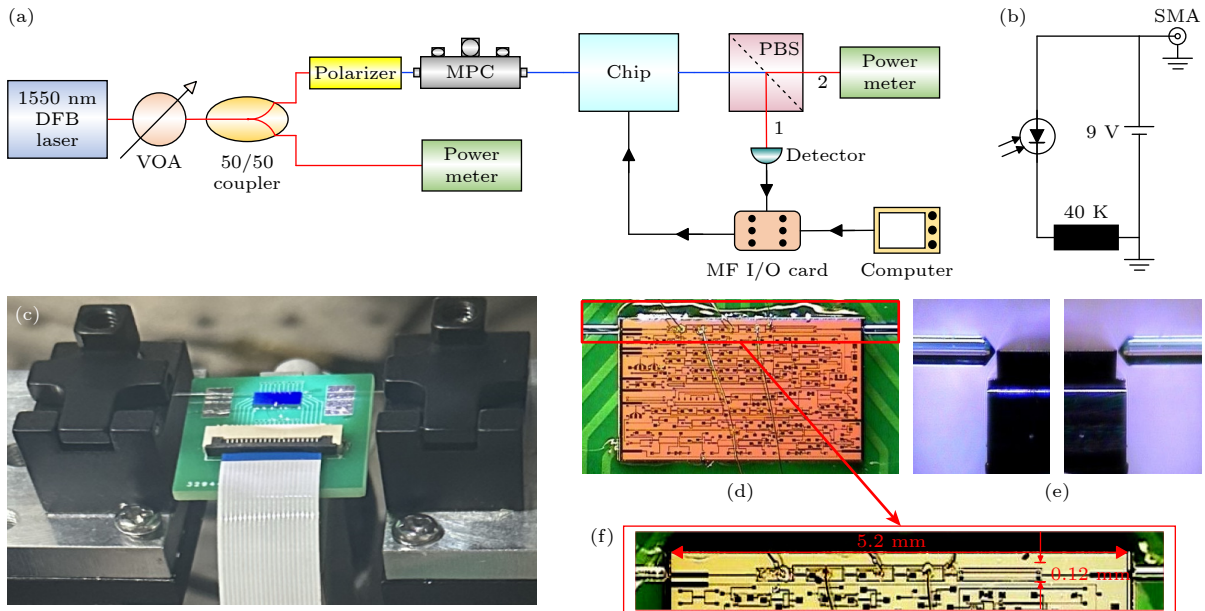 (a)
1550 nm
DFB
laser
VOA
50/50
coupler
Polarizer
MPC
Power
meter
Chip
PBS
2
1
Power
meter
Detector
MF I/O card
Computer
(b)
SMA
9 V
40 K
(c)
(d)
(e)
(f)
5.2 mm
0.12 mm